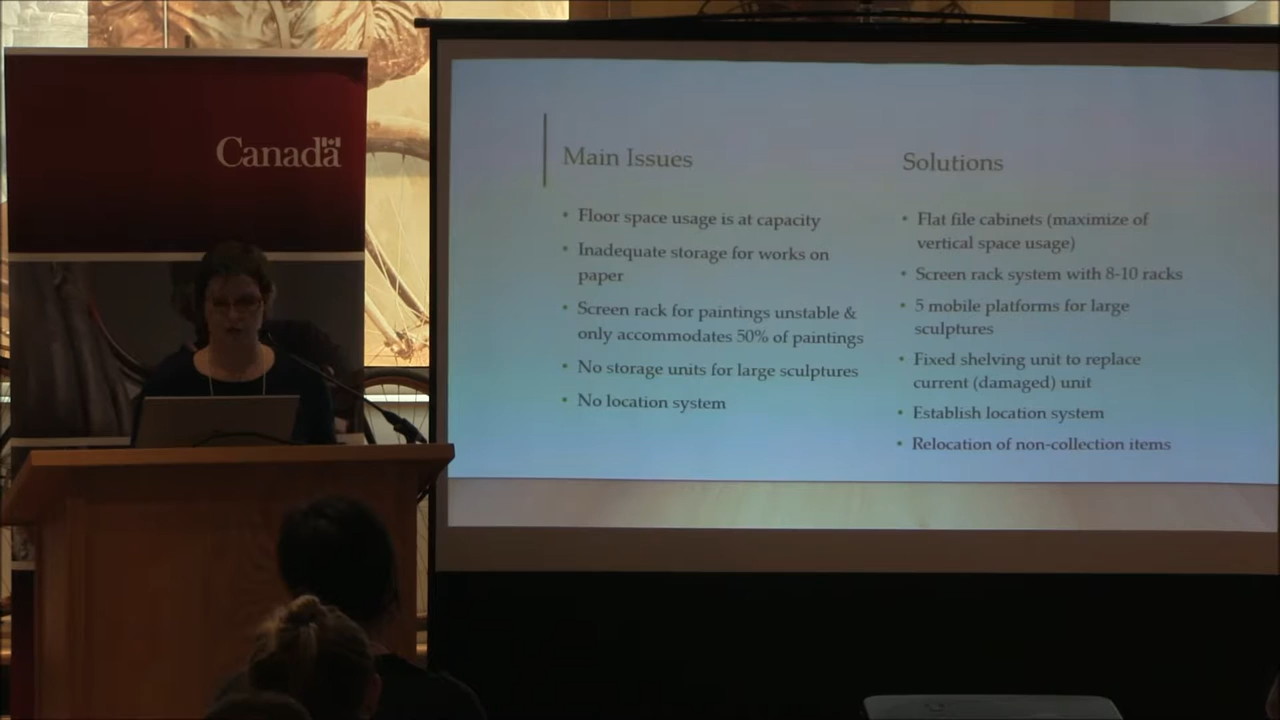 Canada
Main Issues
• Floor space usage is at capacity
• Inadequate storage for works on
paper
• Screen rack for paintings unstable &
only accommodates 50% of paintings
• No storage units for large sculptures
• No location system
Solutions
• Flat file cabinets (maximize of
vertical space usage)
• Screen rack system with 8-10 racks
• 5 mobile platforms for large
sculptures
• Fixed shelving unit to replace
current (damaged) unit
• Establish location system
• Relocation of non-collection items